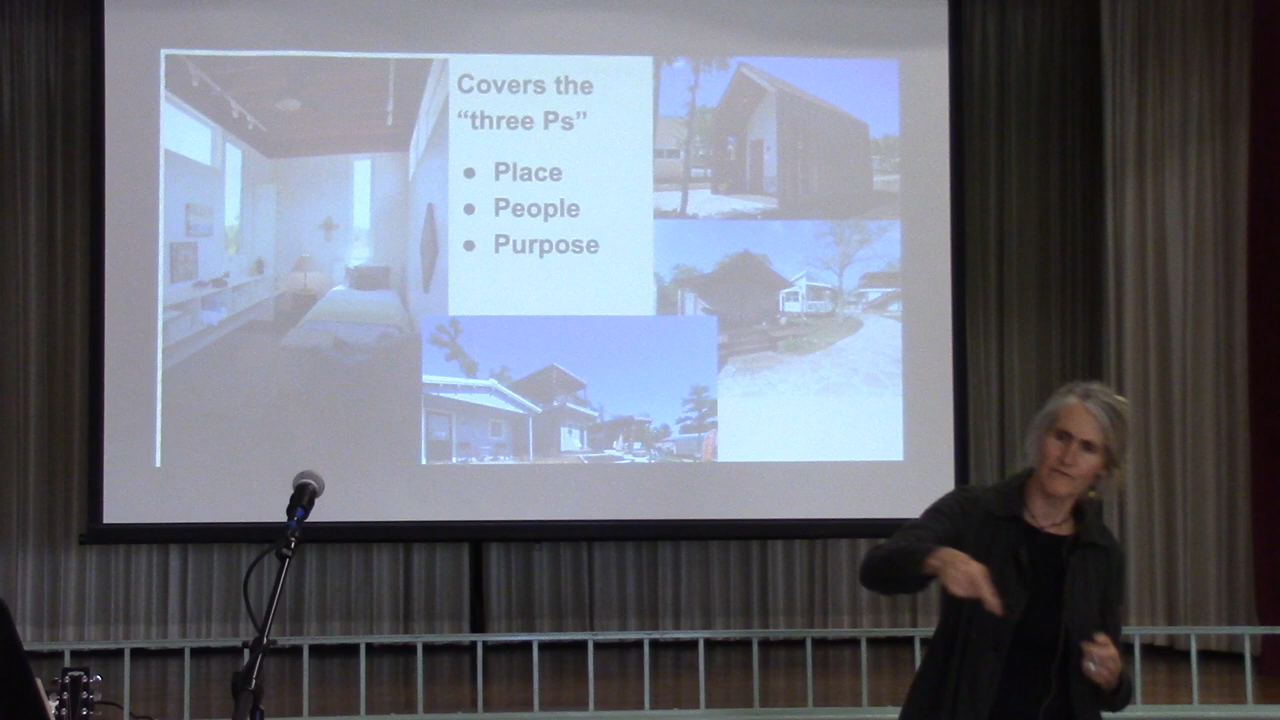 Covers the
“three Ps”
● Place
● People
● Purpose